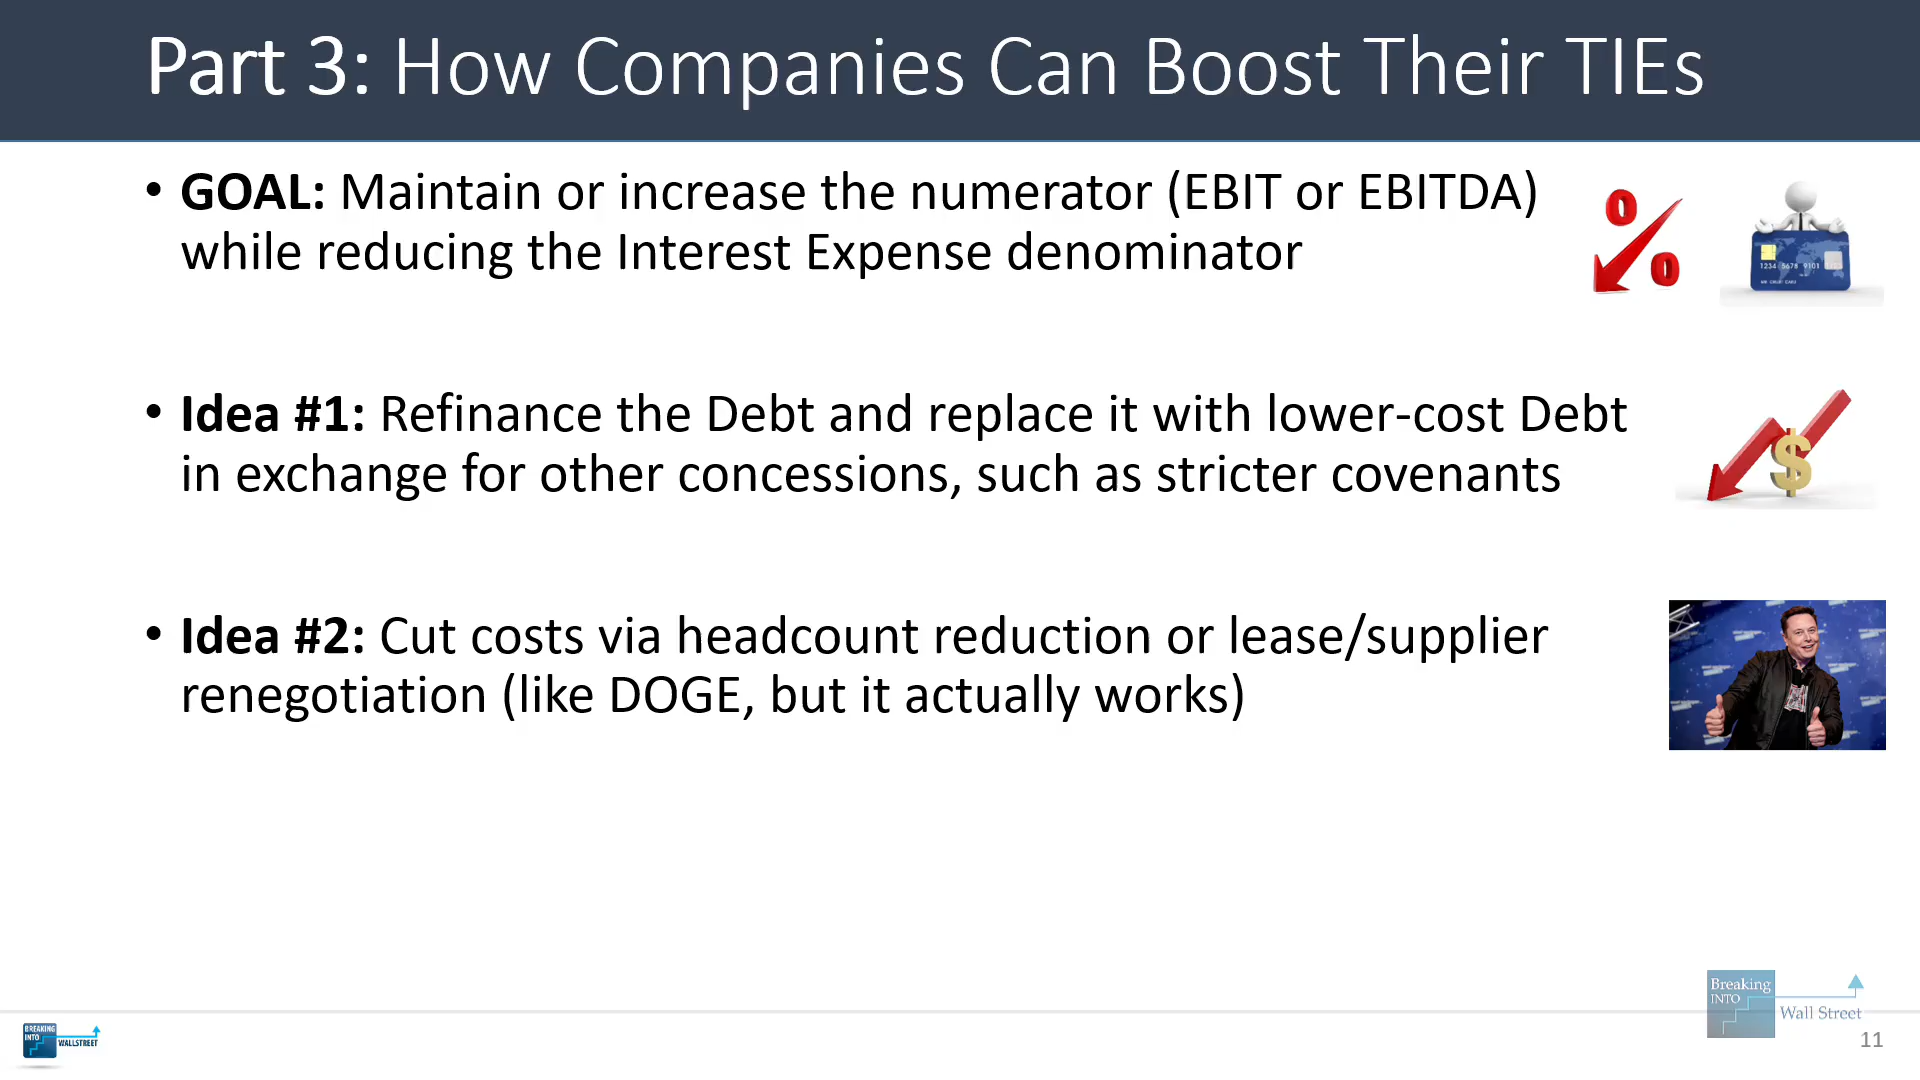 Part 3: How Companies Can Boost Their TIEs
• GOAL: Maintain or increase the numerator (EBIT or EBITDA)
while reducing the Interest Expense denominator
1234 5678 9101
• Idea #1: Refinance the Debt and replace it with lower-cost Debt
in exchange for other concessions, such as stricter covenants
$
• Idea #2: Cut costs via headcount reduction or lease/supplier
renegotiation (like DOGE, but it actually works)
Breaking
INTO
Wall Street
BREAKING
INTO
WALLSTREET
11